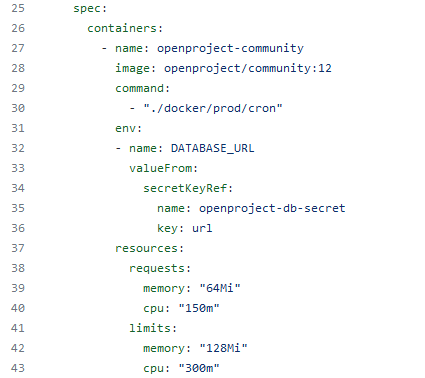 25 spec:
26 containers:
27 - name: openproject-community
28 image: openproject/community:12
29 command:
30 - "./docker/prod/cron"
31 env:
32 - name: DATABASE_URL
33 valueFrom:
34 secretKeyRef:
35 name: openproject-db-secret
36 key: url
37 resources:
38 requests:
39 memory: "64Mi"
40 cpu: "150m"
41 limits:
42 memory: "128Mi"
43 cpu: "300m"